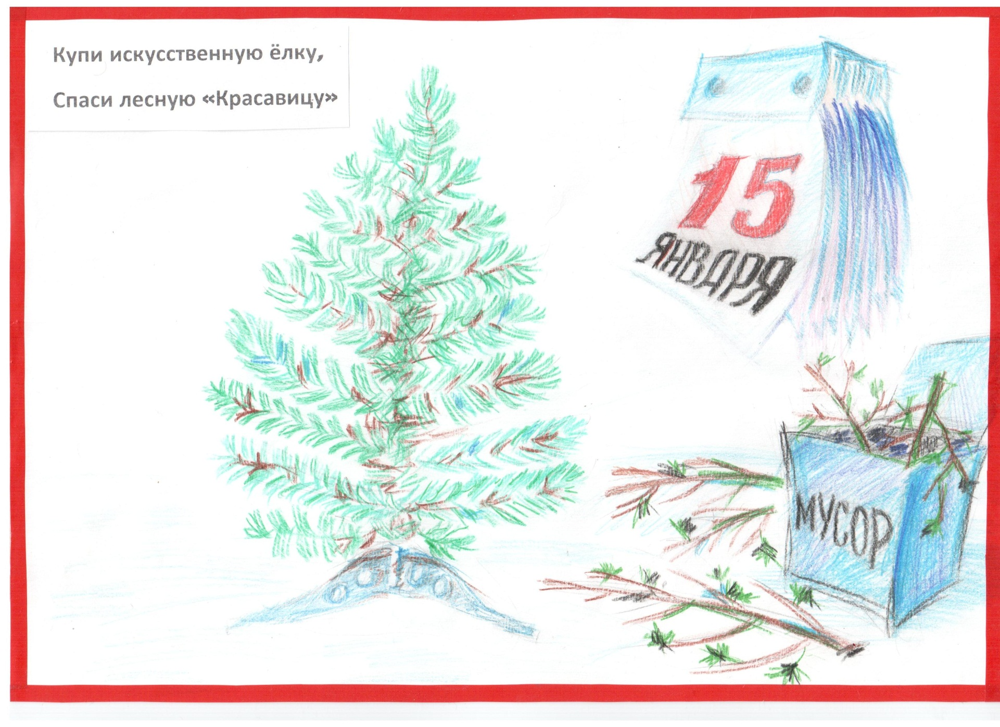 Купи искусственную ёлку,
Спаси лесную «Красавицу»
15
ЯНВАРЯ
МУСОР